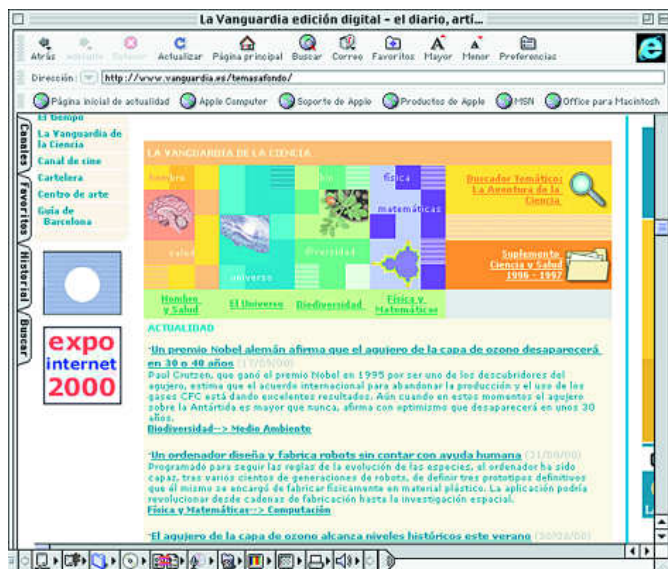 La Vanguardia edición digital - el diario, artí...
Atrás Adelante Detener Actualizar Página principal Buscar Correo Favoritos Mayor Menor Preferencias
Dirección: http://www.vanguardia.es/temasafondo/
Página inicial de actualidad Apple Computer Soporte de Apple Productos de Apple MSN Office para Macintosh
Canales
Favoritos
Historial
Buscar
El tiempo
La Vanguardia de
la Ciencia
Canal de cine
Cartelera
Centro de arte
Guía de
Barcelona
expo
internet
2000
LA VANGUARDIA DE LA CIENCIA
hombre
salud
universo
bio
diversidad
física
matemáticas
Buscador Temático:
La Aventura de la
Ciencia
Suplemento
Ciencia y Salud
1996 - 1997
Hombre
y Salud
El Universo
Biodiversidad
Física y
Matemáticas
ACTUALIDAD
·Un premio Nobel alemán afirma que el agujero de la capa de ozono desaparecerá
en 30 o 40 años
Paul Crutzen, que ganó el premio Nobel en 1995 por ser uno de los descubridores del
agujero, estima que el acuerdo internacional para abandonar la producción y el uso de los
gases CFC está dando excelentes resultados. Aún cuando en estos momentos el agujero
sobre la Antártida es mayor que nunca, afirma con optimismo que desaparecerá en unos 30
años.
Biodiversidad--> Medio Ambiente
·Un ordenador diseña y fabrica robots sin contar con ayuda humana
Programado para seguir las reglas de la evolución de las especies, el ordenador ha sido
capaz, tras varios cientos de generaciones de robots, de definir tres prototipos definitivos
que él mismo se encargó de fabricar físicamente en material plástico. La aplicación podría
revolucionar desde cadenas de fabricación hasta la investigación espacial.
Física y Matemáticas--> Computación
·El agujero de la capa de ozono alcanza niveles históricos este verano